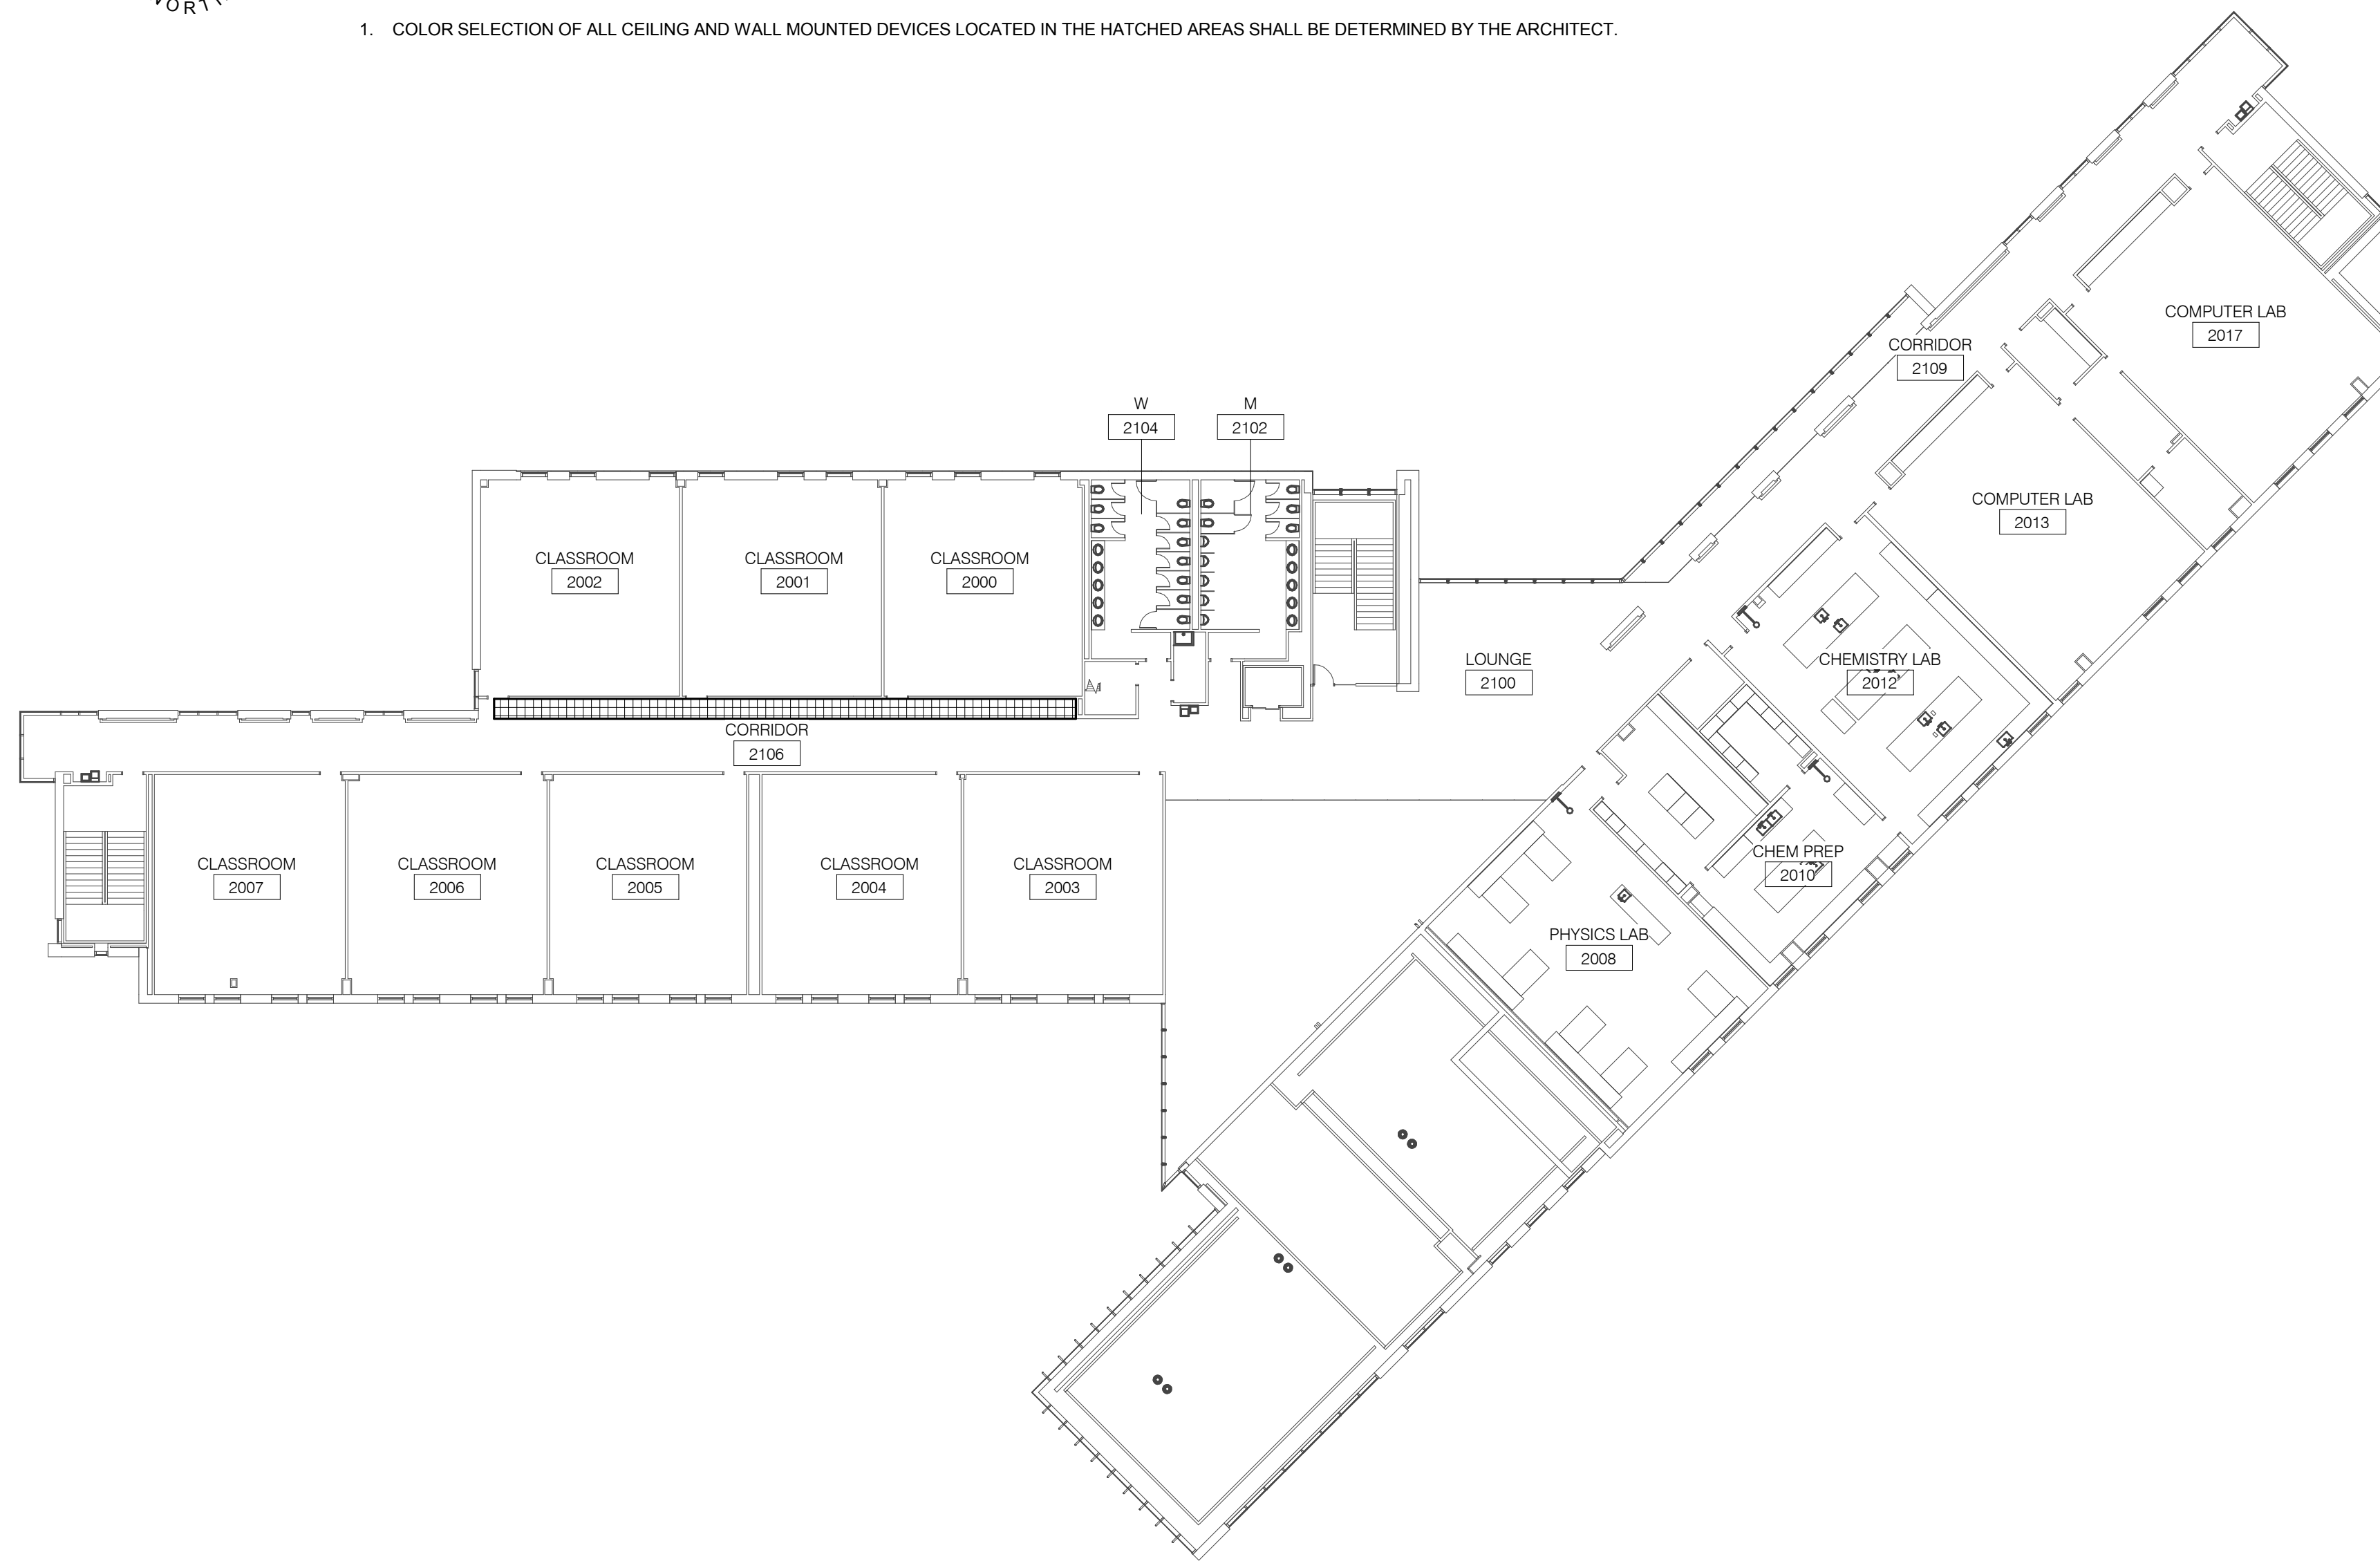 1. COLOR SELECTION OF ALL CEILING AND WALL MOUNTED DEVICES LOCATED IN THE HATCHED AREAS SHALL BE DETERMINED BY THE ARCHITECT.
COMPUTER LAB
2017
CORRIDOR
2109
W
2104
M
2102
COMPUTER LAB
2013
CLASSROOM
2002
CLASSROOM
2001
CLASSROOM
2000
LOUNGE
2100
CHEMISTRY LAB
2012
CORRIDOR
2106
CLASSROOM
2007
CLASSROOM
2006
CLASSROOM
2005
CLASSROOM
2004
CLASSROOM
2003
CHEM PREP
2010
PHYSICS LAB
2008